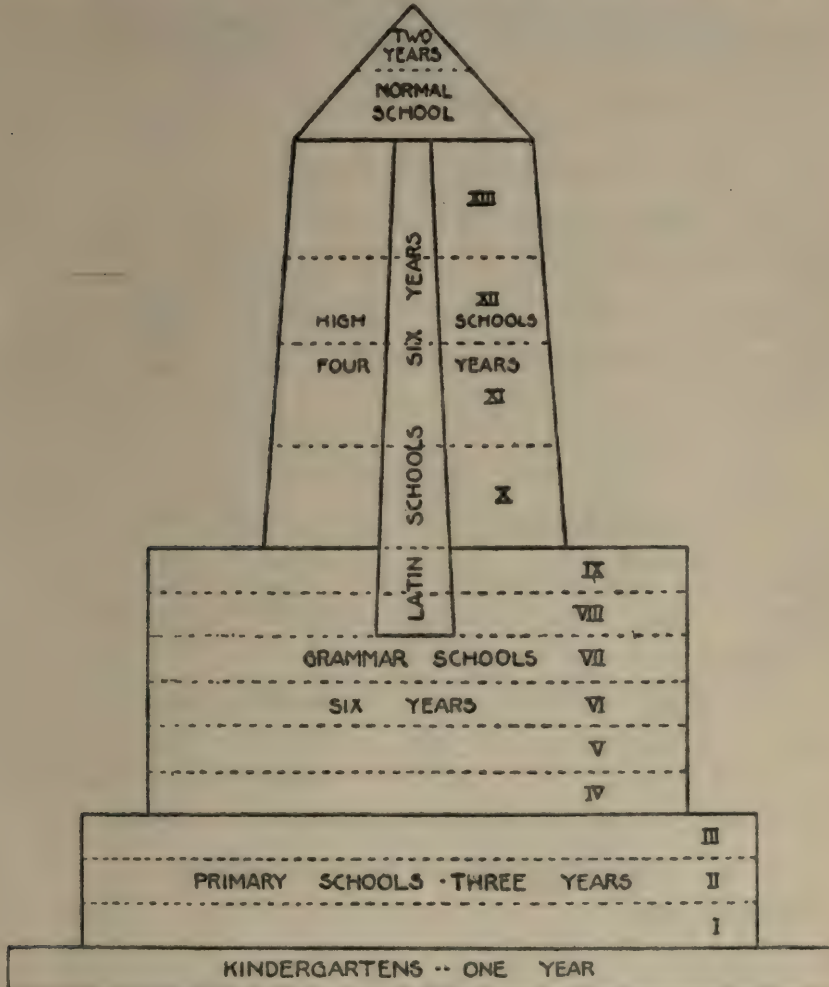 TWO
YEARS
NORMAL
SCHOOL
XIII
XII
HIGH SCHOOLS
FOUR YEARS
XI
X
LATIN SCHOOLS SIX YEARS
IX
VIII
GRAMMAR SCHOOLS VII
SIX YEARS VI
V
IV
III
PRIMARY SCHOOLS · THREE YEARS II
I
KINDERGARTENS ·· ONE YEAR